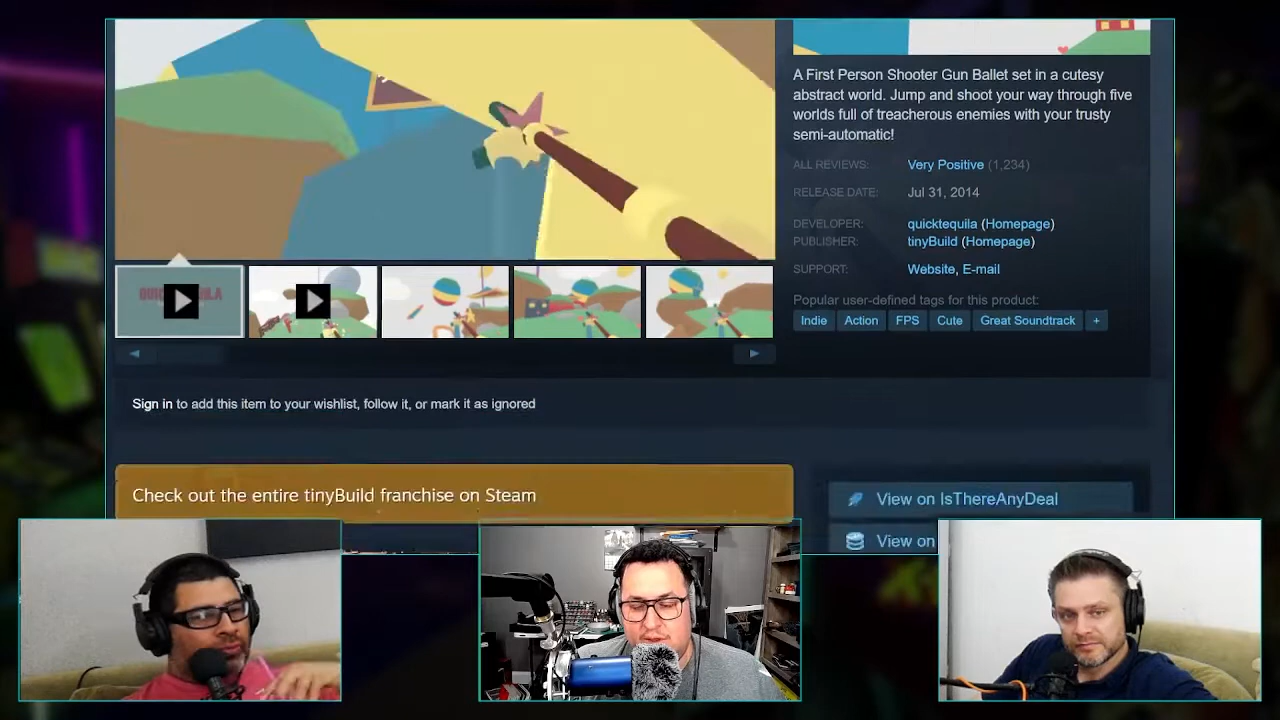 A First Person Shooter Gun Ballet set in a cutesy
abstract world. Jump and shoot your way through five
worlds full of treacherous enemies with your trusty
semi-automatic!
ALL REVIEWS: Very Positive (1,234)
RELEASE DATE: Jul 31, 2014
DEVELOPER: quicktequila (Homepage)
PUBLISHER: tinyBuild (Homepage)
SUPPORT: Website, E-mail
Popular user-defined tags for this product:
Indie Action FPS Cute Great Soundtrack +
Sign in to add this item to your wishlist, follow it, or mark it as ignored
Check out the entire tinyBuild franchise on Steam
View on IsThereAnyDeal
View on